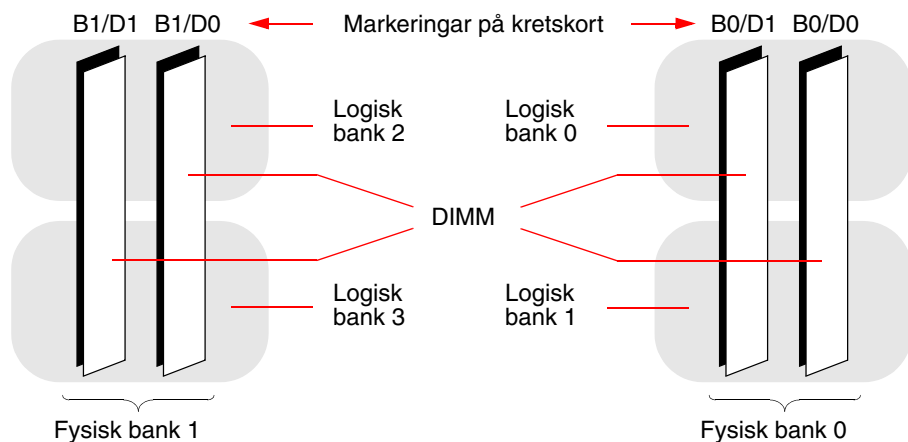 B1/D1 B1/D0
Markeringar på kretskort
B0/D1 B0/D0
Logisk
bank 2
Logisk
bank 0
DIMM
Logisk
bank 3
Logisk
bank 1
Fysisk bank 1
Fysisk bank 0